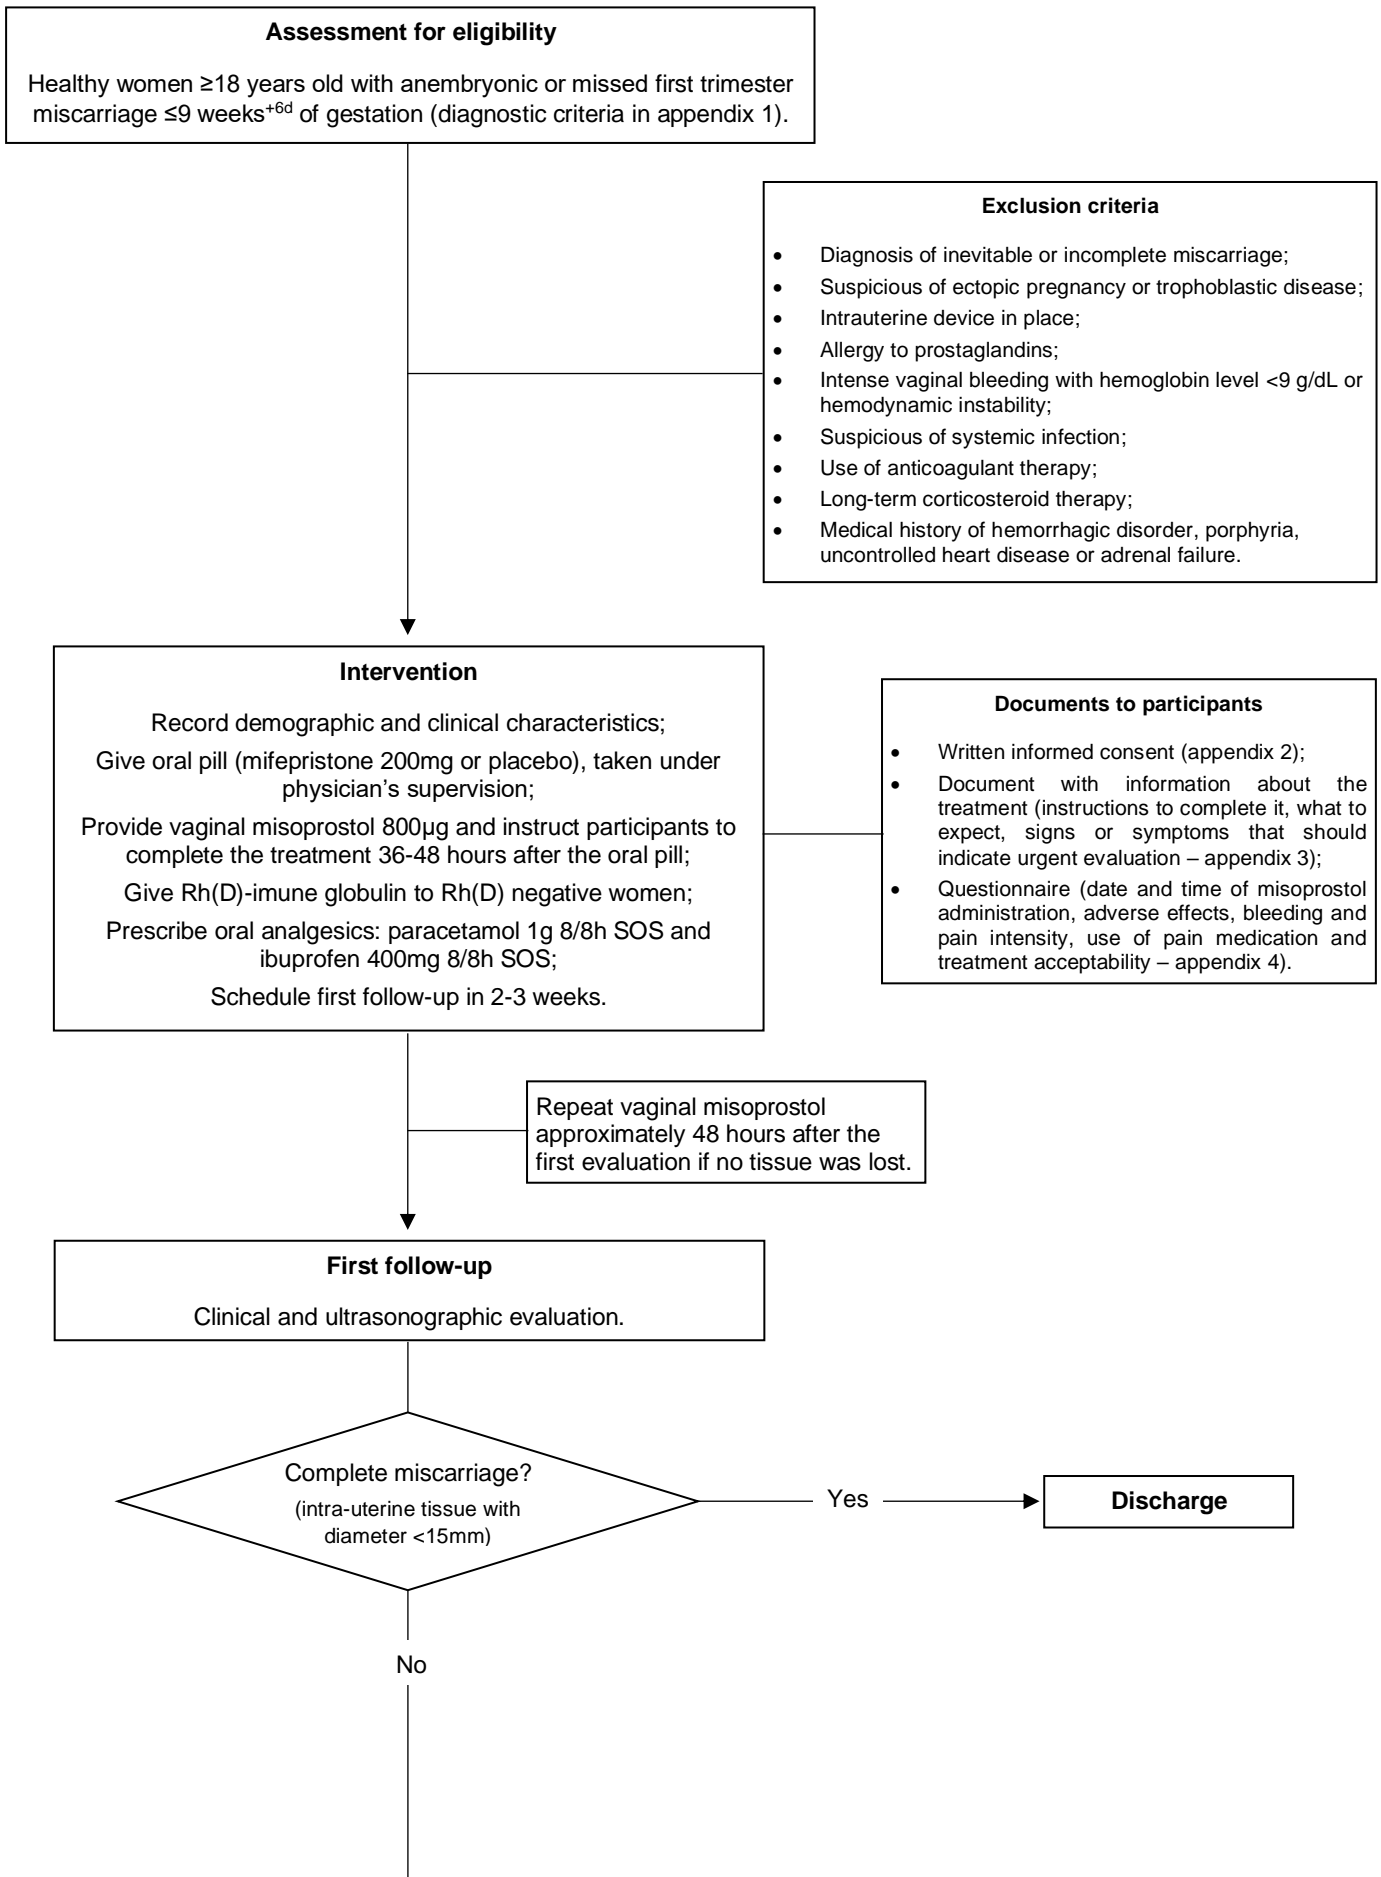 Assessment for eligibility
Healthy women ≥18 years old with anembryonic or missed first trimester
miscarriage ≤9 weeks+6d of gestation (diagnostic criteria in appendix 1).
Exclusion criteria
• Diagnosis of inevitable or incomplete miscarriage;
• Suspicious of ectopic pregnancy or trophoblastic disease;
• Intrauterine device in place;
• Allergy to prostaglandins;
• Intense vaginal bleeding with hemoglobin level <9 g/dL or
hemodynamic instability;
• Suspicious of systemic infection;
• Use of anticoagulant therapy;
• Long-term corticosteroid therapy;
• Medical history of hemorrhagic disorder, porphyria,
uncontrolled heart disease or adrenal failure.
Intervention
Record demographic and clinical characteristics;
Give oral pill (mifepristone 200mg or placebo), taken under
physician’s supervision;
Provide vaginal misoprostol 800µg and instruct participants to
complete the treatment 36-48 hours after the oral pill;
Give Rh(D)-imune globulin to Rh(D) negative women;
Prescribe oral analgesics: paracetamol 1g 8/8h SOS and
ibuprofen 400mg 8/8h SOS;
Schedule first follow-up in 2-3 weeks.
Documents to participants
• Written informed consent (appendix 2);
• Document with information about the
treatment (instructions to complete it, what to
expect, signs or symptoms that should
indicate urgent evaluation – appendix 3);
• Questionnaire (date and time of misoprostol
administration, adverse effects, bleeding and
pain intensity, use of pain medication and
treatment acceptability – appendix 4).
Repeat vaginal misoprostol
approximately 48 hours after the
first evaluation if no tissue was lost.
First follow-up
Clinical and ultrasonographic evaluation.
Complete miscarriage?
(intra-uterine tissue with
diameter <15mm)
Yes
Discharge
No